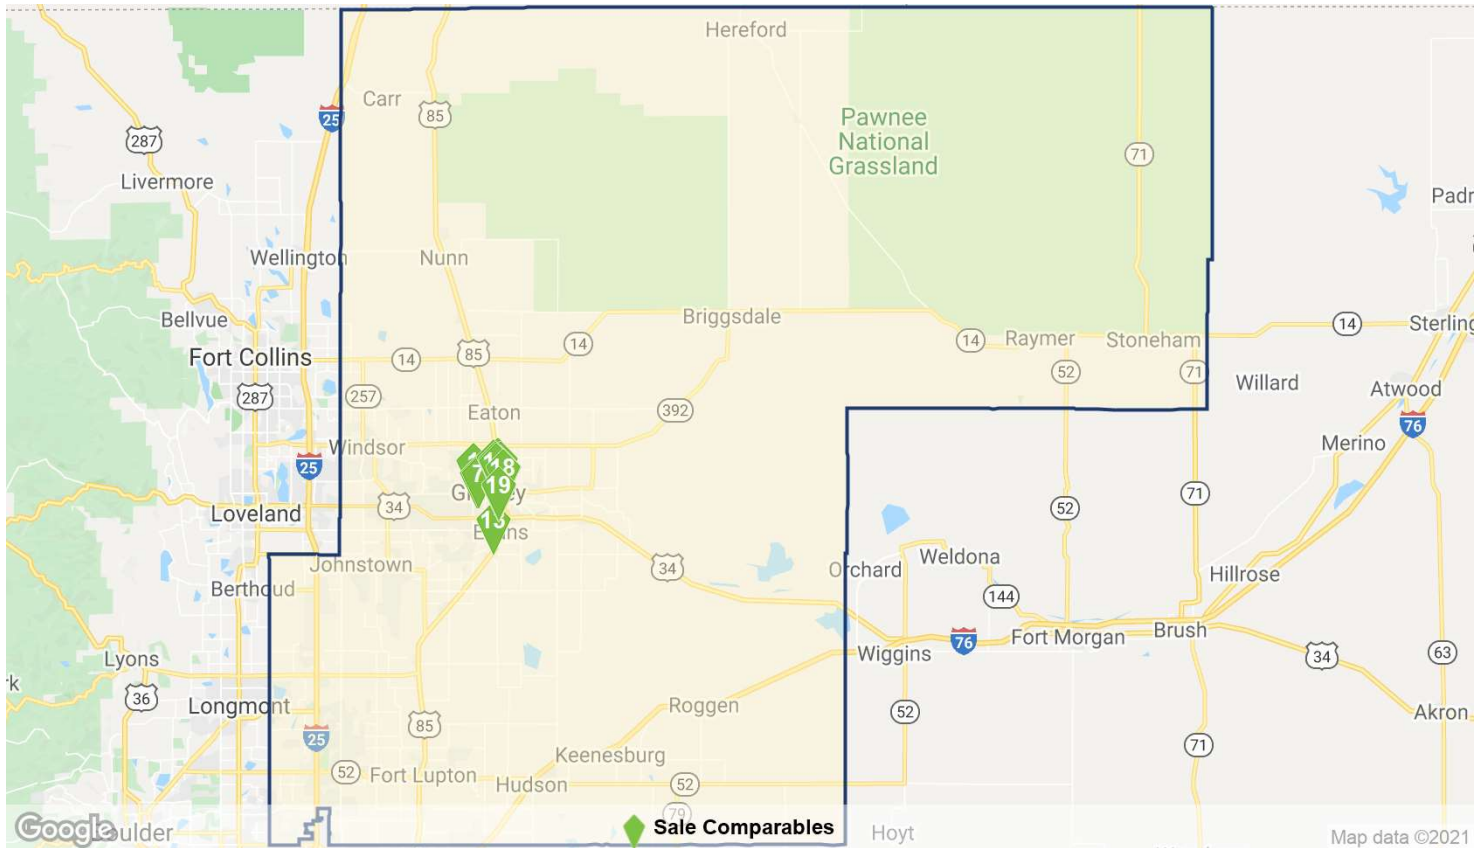 Hereford
Carr
25
85
287
Pawnee
National
Grassland
71
Livermore
Padr
Wellington
Nunn
Bellvue
Briggsdale
14
Sterling
14
85
14
14
Raymer
Stoneham
Fort Collins
52
71
Willard
Atwood
287
257
Eaton
392
76
Windsor
Merino
25
18
7
19
34
52
71
Loveland
13
Johnstown
34
Orchard
Weldona
Hillrose
Berthoud
144
76
Fort Morgan
Brush
Wiggins
34
63
Lyons
36
Longmont
Roggen
52
Akron
85
25
71
Keenesburg
52
Fort Lupton
Hudson
52
79
Google
Sale Comparables
Hoyt
Map data ©2021